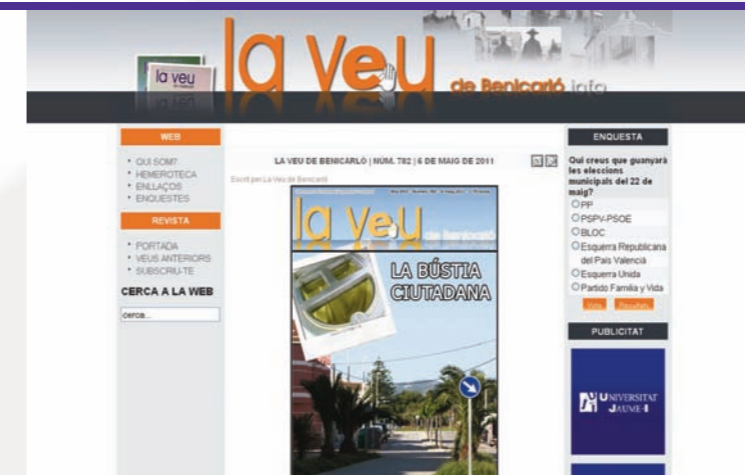 la veu
la veu
de Benicarló info
WEB
QUI SOM?
HEMEROTECA
ENLLAÇOS
ENQUESTES
REVISTA
PORTADA
VEUS ANTERIORS
SUBSCRIU-TE
CERCA A LA WEB
cerca...
LA VEU DE BENICARLÓ | NÚM. 782 | 6 DE MAIG DE 2011
Escrit per La Veu de Benicarló
la veu
de Benicarló
LA BÚSTIA
CIUTADANA
ENQUESTA
Qui creus que guanyarà
les eleccions
municipals del 22 de
maig?
PP
PSPV-PSOE
BLOC
Esquerra Republicana
del País Valencià
Esquerra Unida
Partido Familia y Vida
Vota Resultats
PUBLICITAT
UNIVERSITAT
JAUME·I